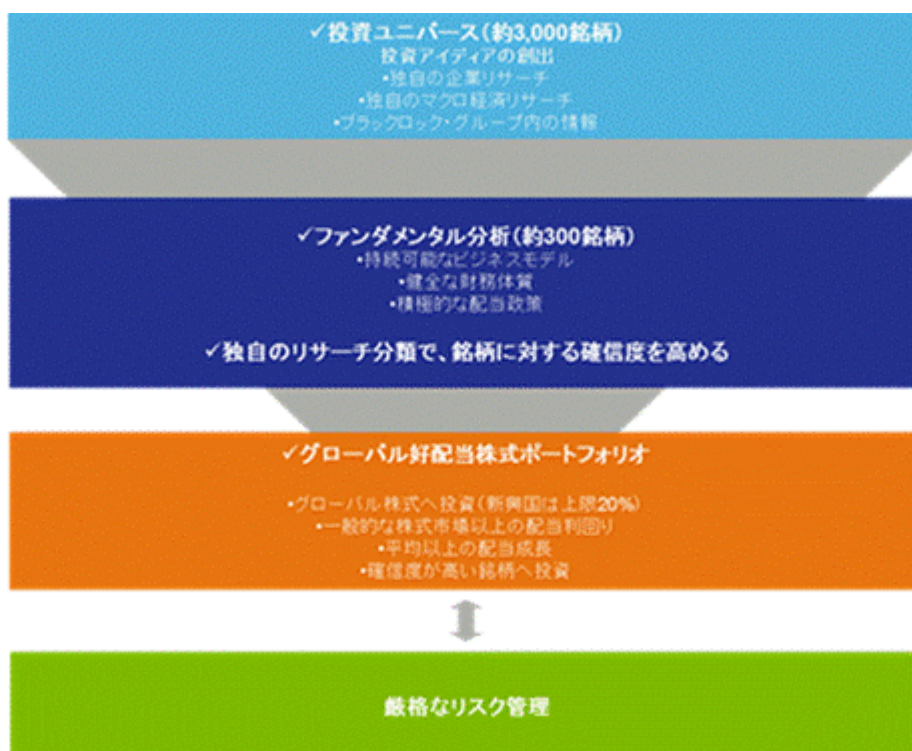 ✓投資ユニバース(約3,000銘柄)
投資アイディアの創出
•独自の企業リサーチ
•独自のマクロ経済リサーチ
•ブラックロック・グループ内の情報
✓ファンダメンタル分析(約300銘柄)
•持続可能なビジネスモデル
•健全な財務体質
•積極的な配当政策
✓独自のリサーチ分類で、銘柄に対する確信度を高める
✓グローバル好配当株式ポートフォリオ
•グローバル株式へ投資(新興国は上限20%)
•一般的な株式市場以上の配当利回り
•平均以上の配当成長
•確信度が高い銘柄へ投資
厳格なリスク管理